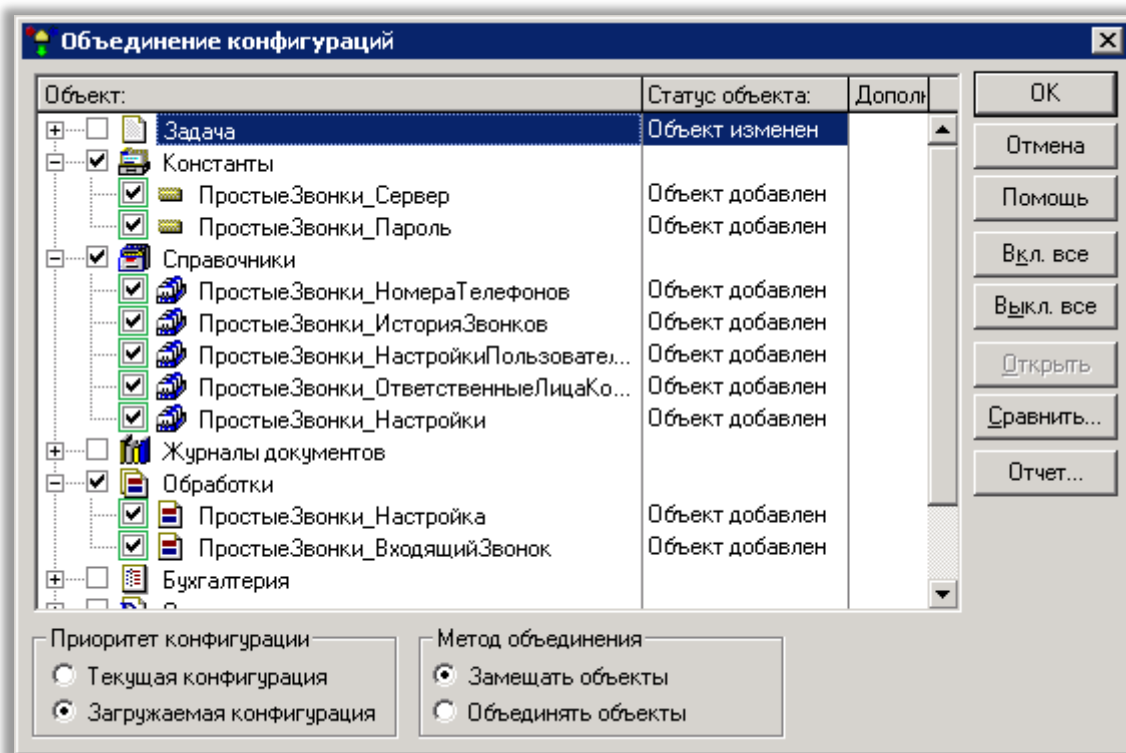 Объединение конфигураций
Объект: Статус объекта: Дополн
Задача Объект изменен
Константы
ПростыеЗвонки_Сервер Объект добавлен
ПростыеЗвонки_Пароль Объект добавлен
Справочники
ПростыеЗвонки_НомераТелефонов Объект добавлен
ПростыеЗвонки_ИсторияЗвонков Объект добавлен
ПростыеЗвонки_НастройкиПользовател... Объект добавлен
ПростыеЗвонки_ОтветственныеЛицаКо... Объект добавлен
ПростыеЗвонки_Настройки Объект добавлен
Журналы документов
Обработки
ПростыеЗвонки_Настройка Объект добавлен
ПростыеЗвонки_ВходящийЗвонок Объект добавлен
Бухгалтерия
OK
Отмена
Помощь
Вкл. все
Выкл. все
Открыть
Сравнить...
Отчет...
Приоритет конфигурации
Текущая конфигурация
Загружаемая конфигурация
Метод объединения
Замещать объекты
Объединять объекты